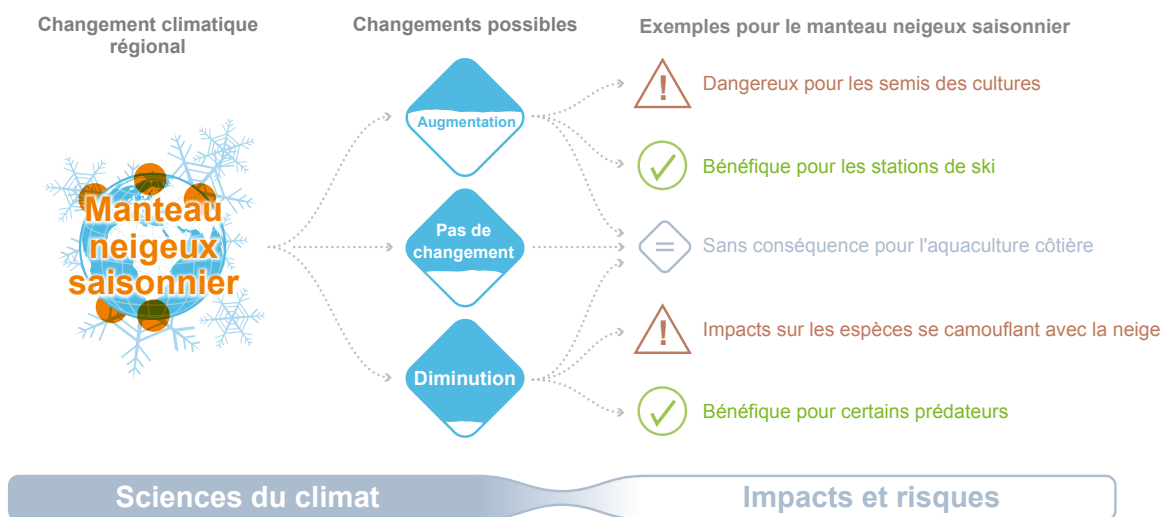 Changement climatique
régional
Changements possibles
Exemples pour le manteau neigeux saisonnier
Manteau
neigeux
saisonnier
Augmentation
Pas de
changement
Diminution
!
Dangereux pour les semis des cultures
Bénéfique pour les stations de ski
=
Sans conséquence pour l'aquaculture côtière
!
Impacts sur les espèces se camouflant avec la neige
Bénéfique pour certains prédateurs
Sciences du climat
Impacts et risques